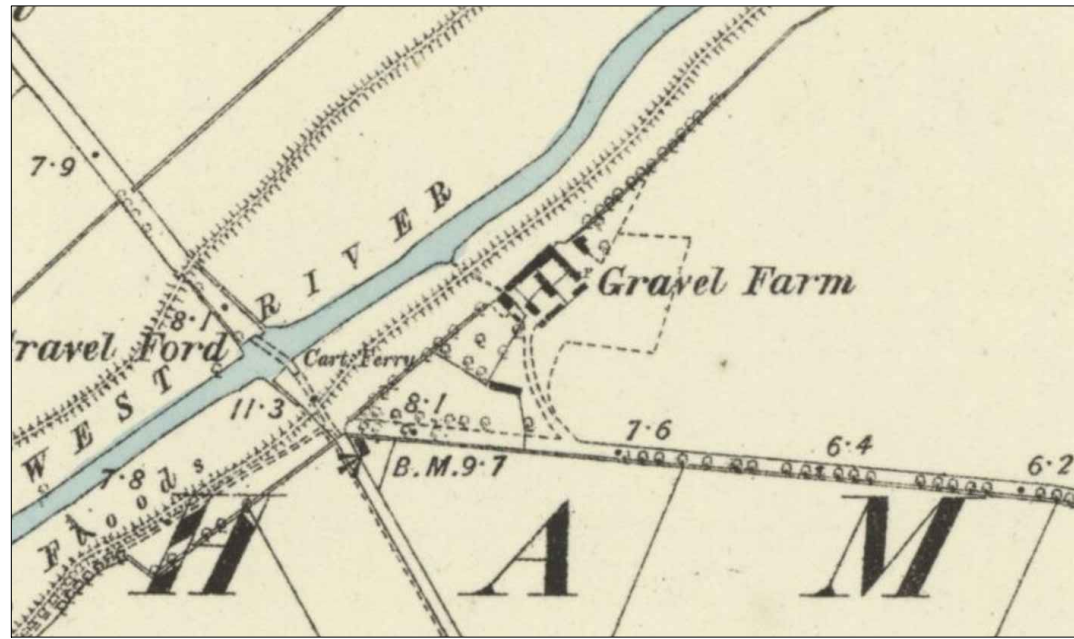 7·9
WEST RIVER
Gravel Farm
8·1
ravel Ford
Cart Ferry
11·3
8·1
7·6
6·4
6·2
B.M. 9·7
7·8
Floods
HAM